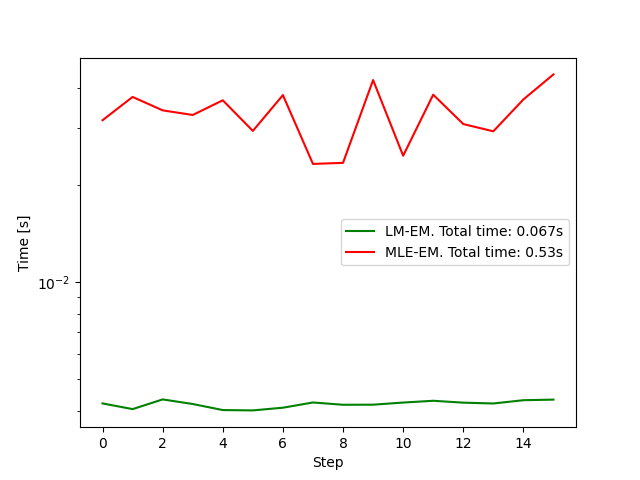 Time [s]
10⁻²
LM-EM. Total time: 0.067s
MLE-EM. Total time: 0.53s
0 2 4 6 8 10 12 14
Step